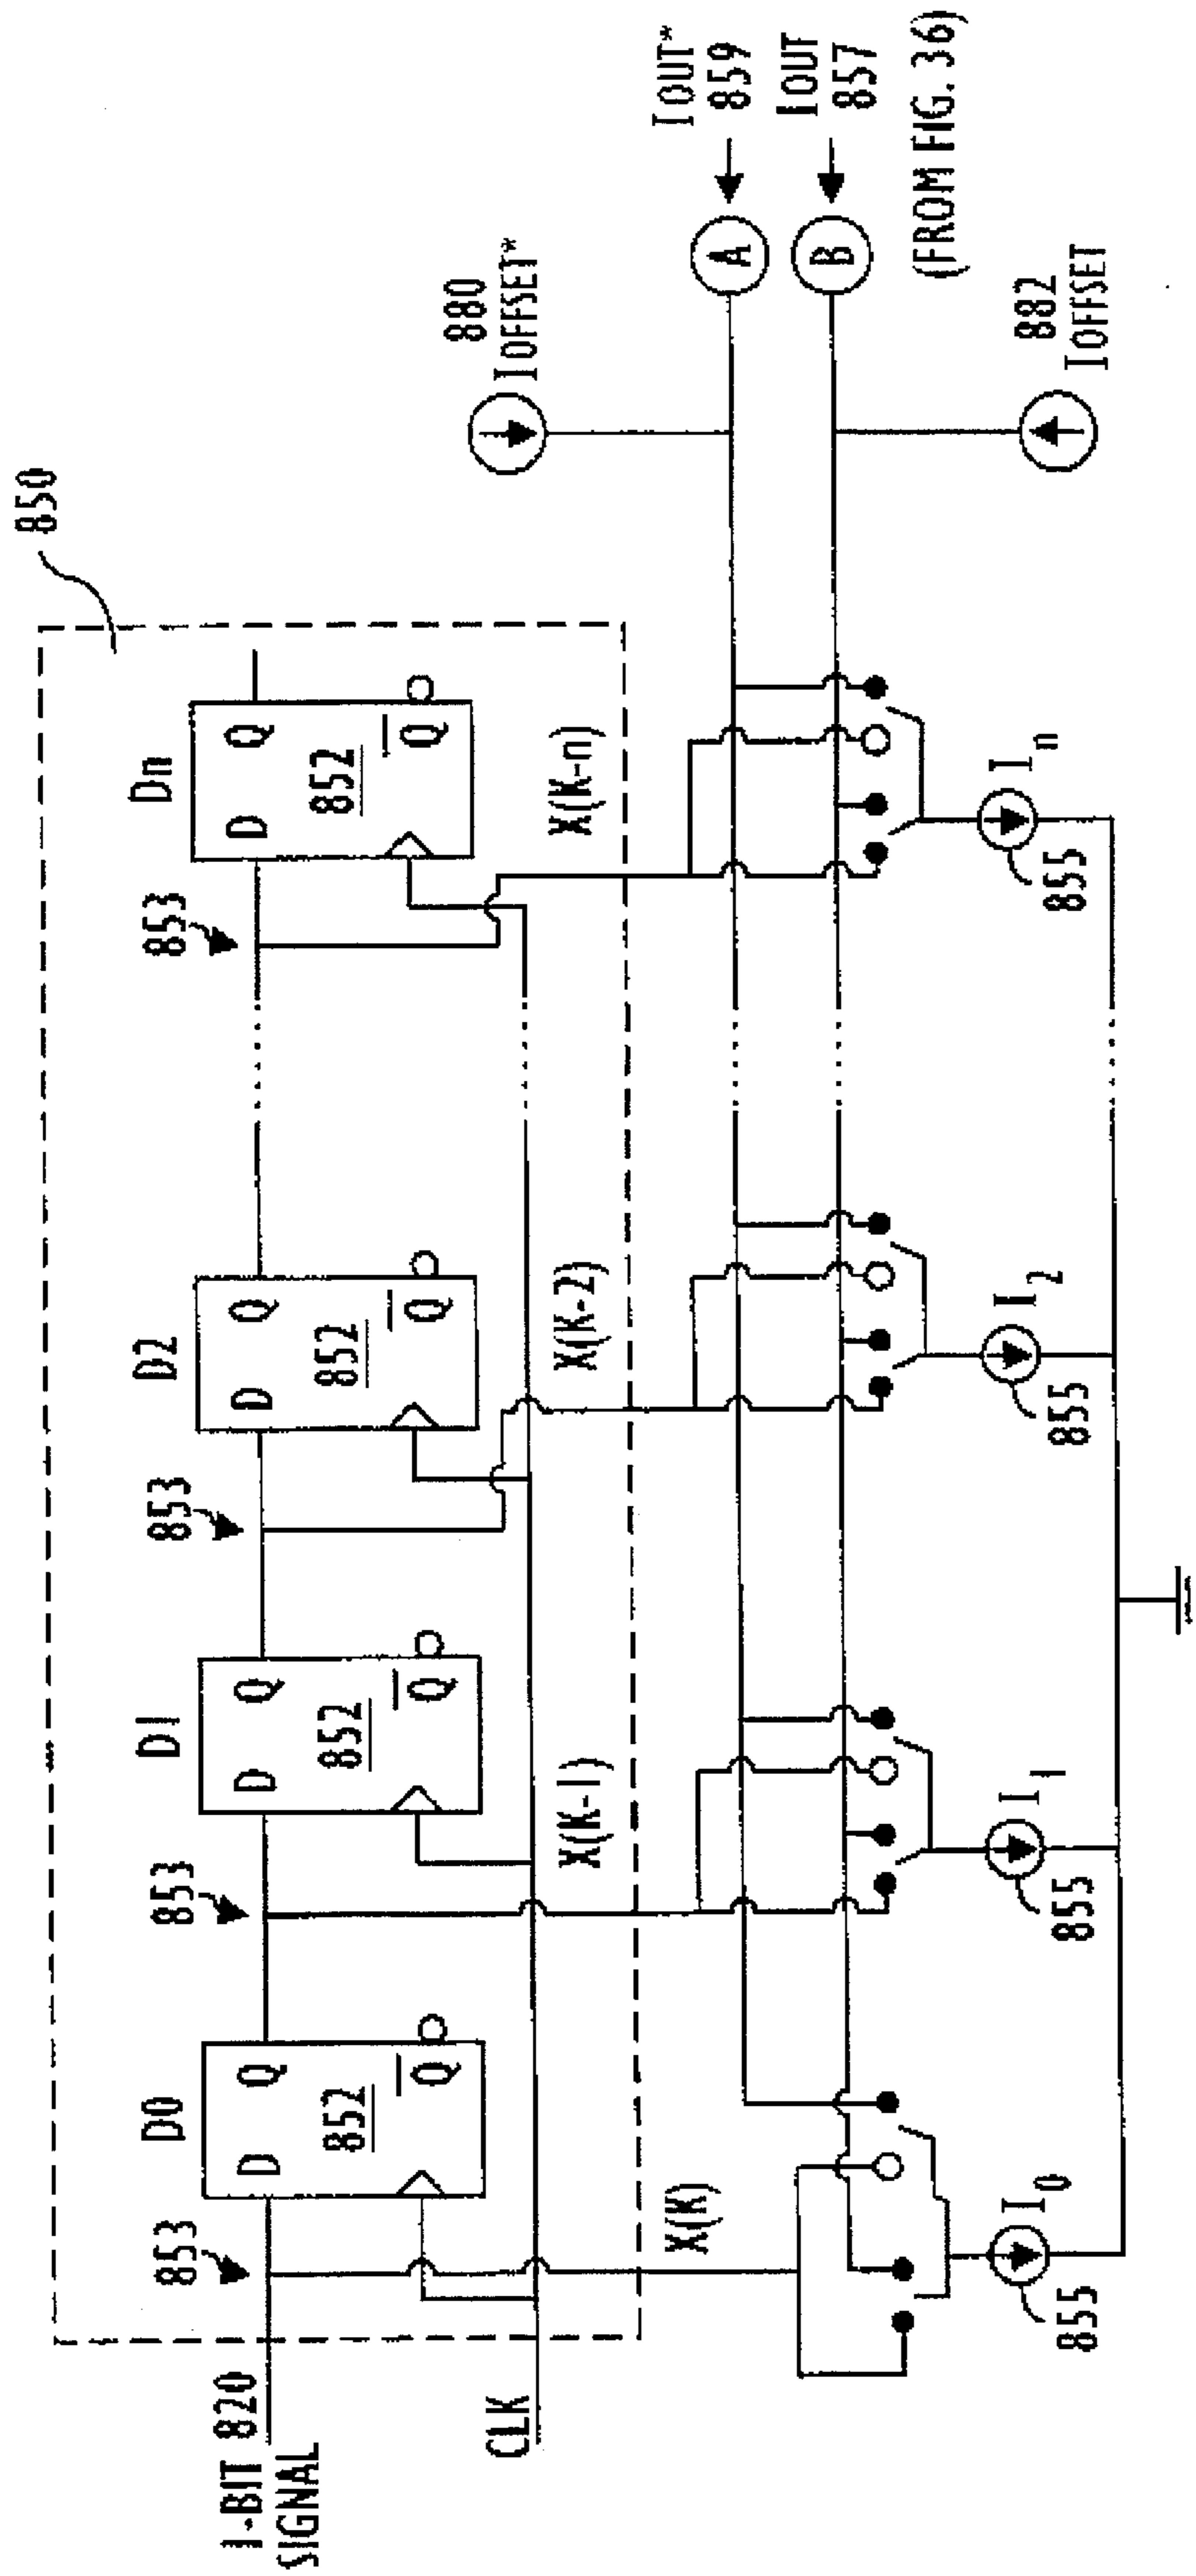 850
Dn
D Q
852
Q
853
D2
D Q
852
Q
853
D1
D Q
852
Q
853
D0
D Q
852
Q
853
1-BIT 820
SIGNAL
CLK
X(K)
X(K-1)
X(K-2)
X(K-n)
880
IOFFSET*
IOUT*
859
A
IOUT
857
B
(FROM FIG. 36)
882
IOFFSET
I0
855
I1
855
I2
855
In
855